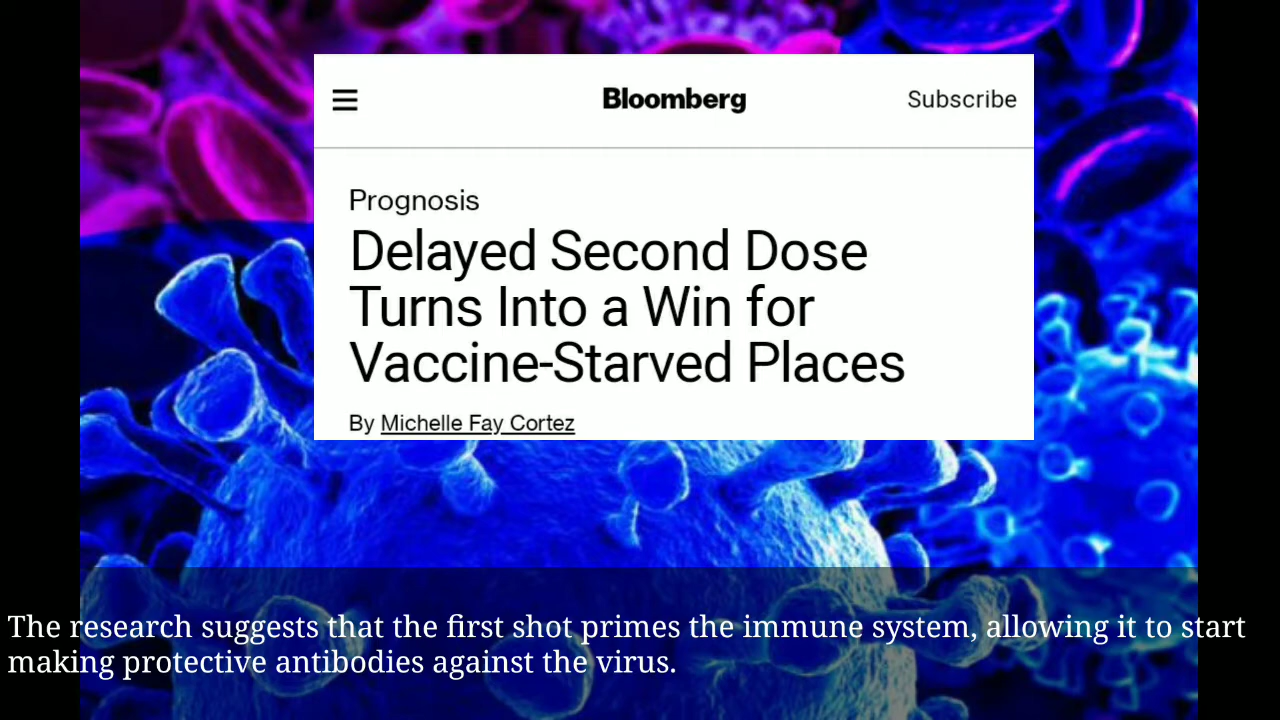 Bloomberg
Subscribe
Prognosis
Delayed Second Dose
Turns Into a Win for
Vaccine-Starved Places
By Michelle Fay Cortez
The research suggests that the first shot primes the immune system, allowing it to start
making protective antibodies against the virus.